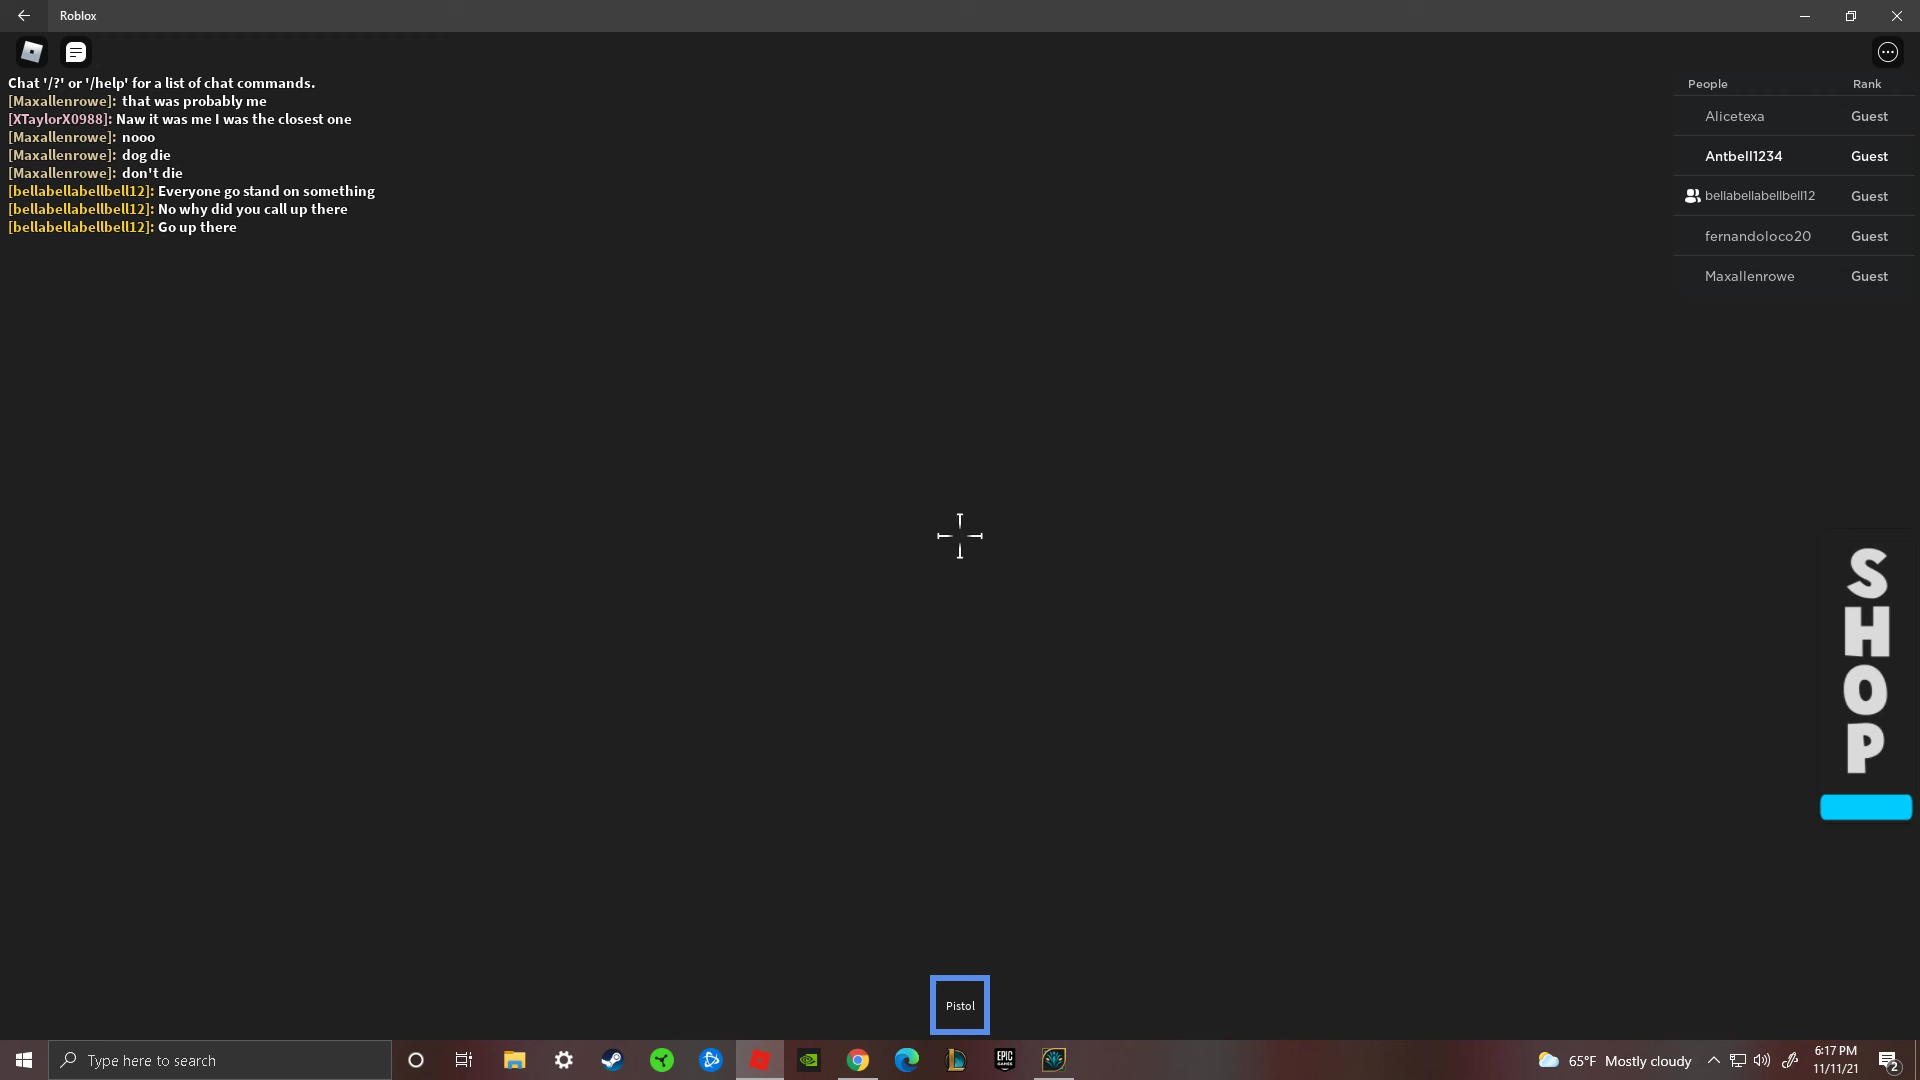 Roblox
Chat '/?' or '/help' for a list of chat commands.
[Maxallenrowe]: that was probably me
[XTaylorX0988]: Naw it was me I was the closest one
[Maxallenrowe]: nooo
[Maxallenrowe]: dog die
[Maxallenrowe]: don't die
[bellabellabellbell12]: Everyone go stand on something
[bellabellabellbell12]: No why did you call up there
[bellabellabellbell12]: Go up there
People Rank
Alicetexa Guest
Antbell1234 Guest
bellabellabellbell12 Guest
fernandoloco20 Guest
Maxallenrowe Guest
SHOP
Pistol
Type here to search
EPIC
GAMES
65°F Mostly cloudy
6:17 PM
11/11/21
2